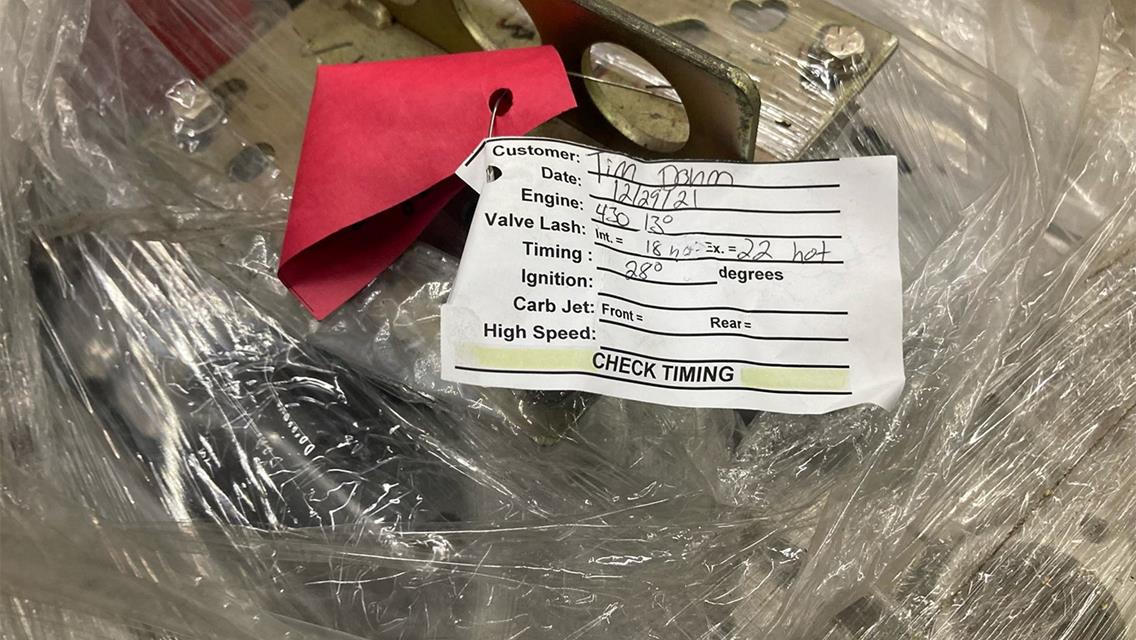 Customer: Tim Dahm
Date: 12/29/21
Engine: 430 13°
Valve Lash: Int. = 18 hot Ex. = 22 hot
Timing : 28° degrees
Ignition:
Carb Jet: Front = Rear =
High Speed:
CHECK TIMING